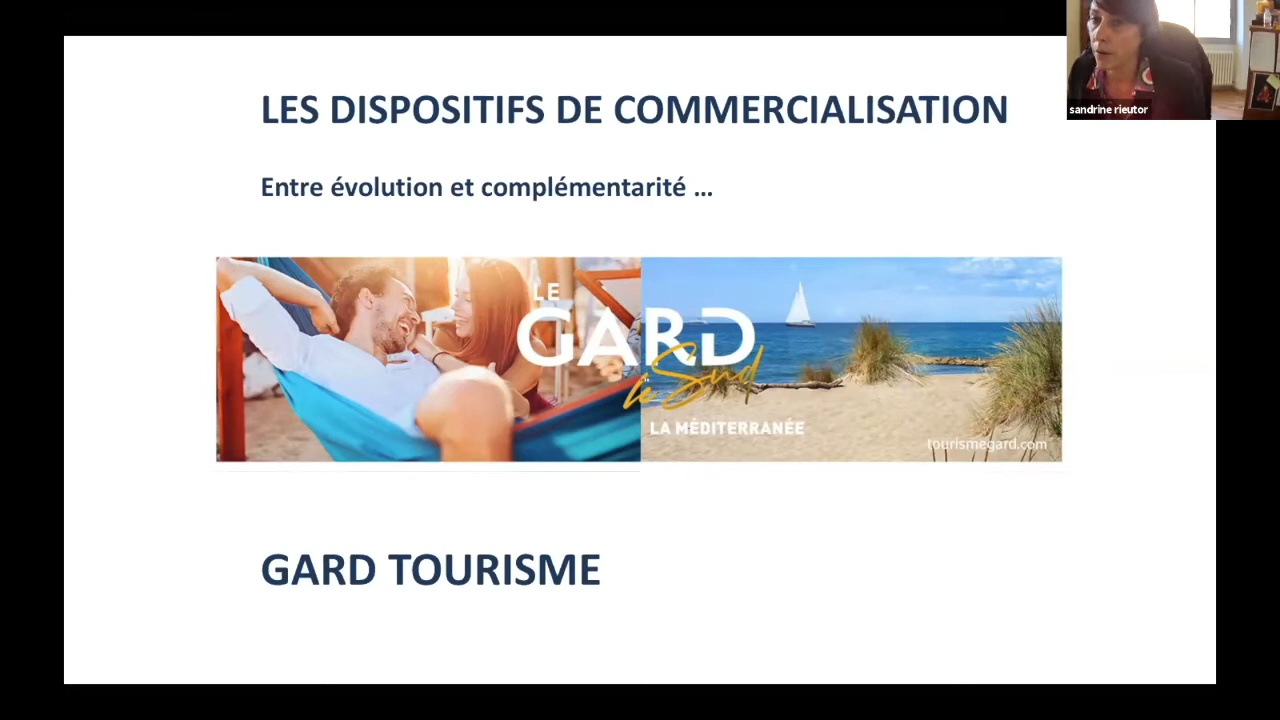 sandrine rieutor
LES DISPOSITIFS DE COMMERCIALISATION
Entre évolution et complémentarité ...
LE
GARD
le Sud
LA MÉDITERRANÉE
tourismegard.com
GARD TOURISME